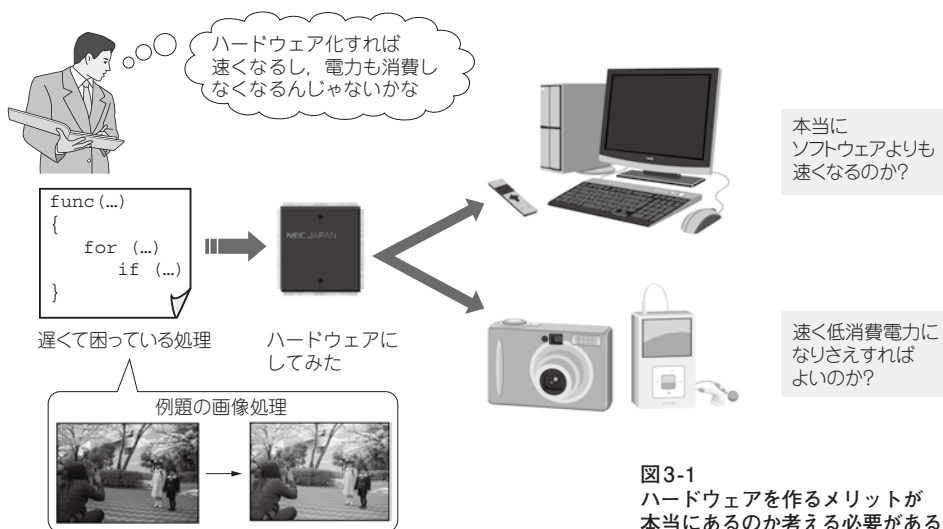 ハードウェア化すれば
速くなるし，電力も消費し
なくなるんじゃないかな
func(…)
{
for (…)
if (…)
}
遅くて困っている処理
NEC JAPAN
ハードウェアに
してみた
例題の画像処理
本当に
ソフトウェアよりも
速くなるのか?
速く低消費電力に
なりさえすれば
よいのか?
図3-1
ハードウェアを作るメリットが
本当にあるのか考える必要がある